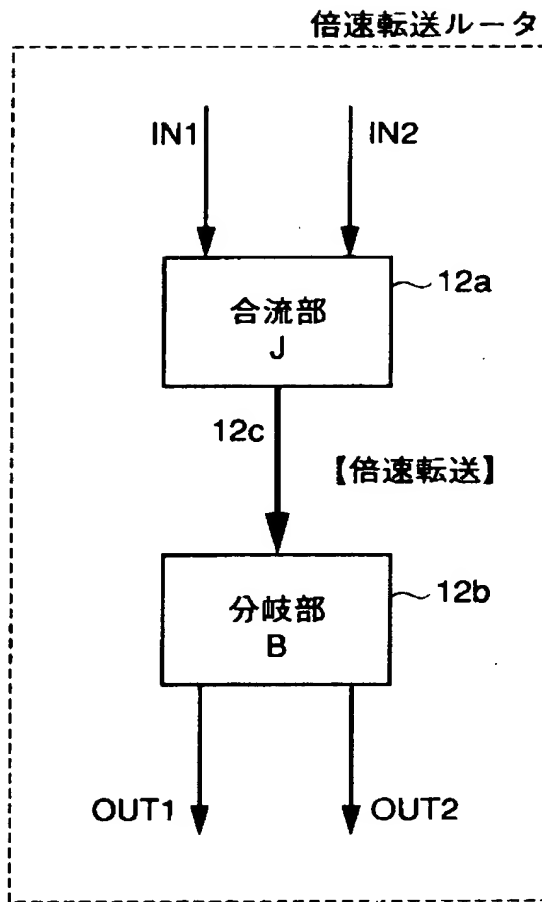 倍速転送ルータ
IN1
IN2
合流部
J
12a
12c
【倍速転送】
分岐部
B
12b
OUT1
OUT2